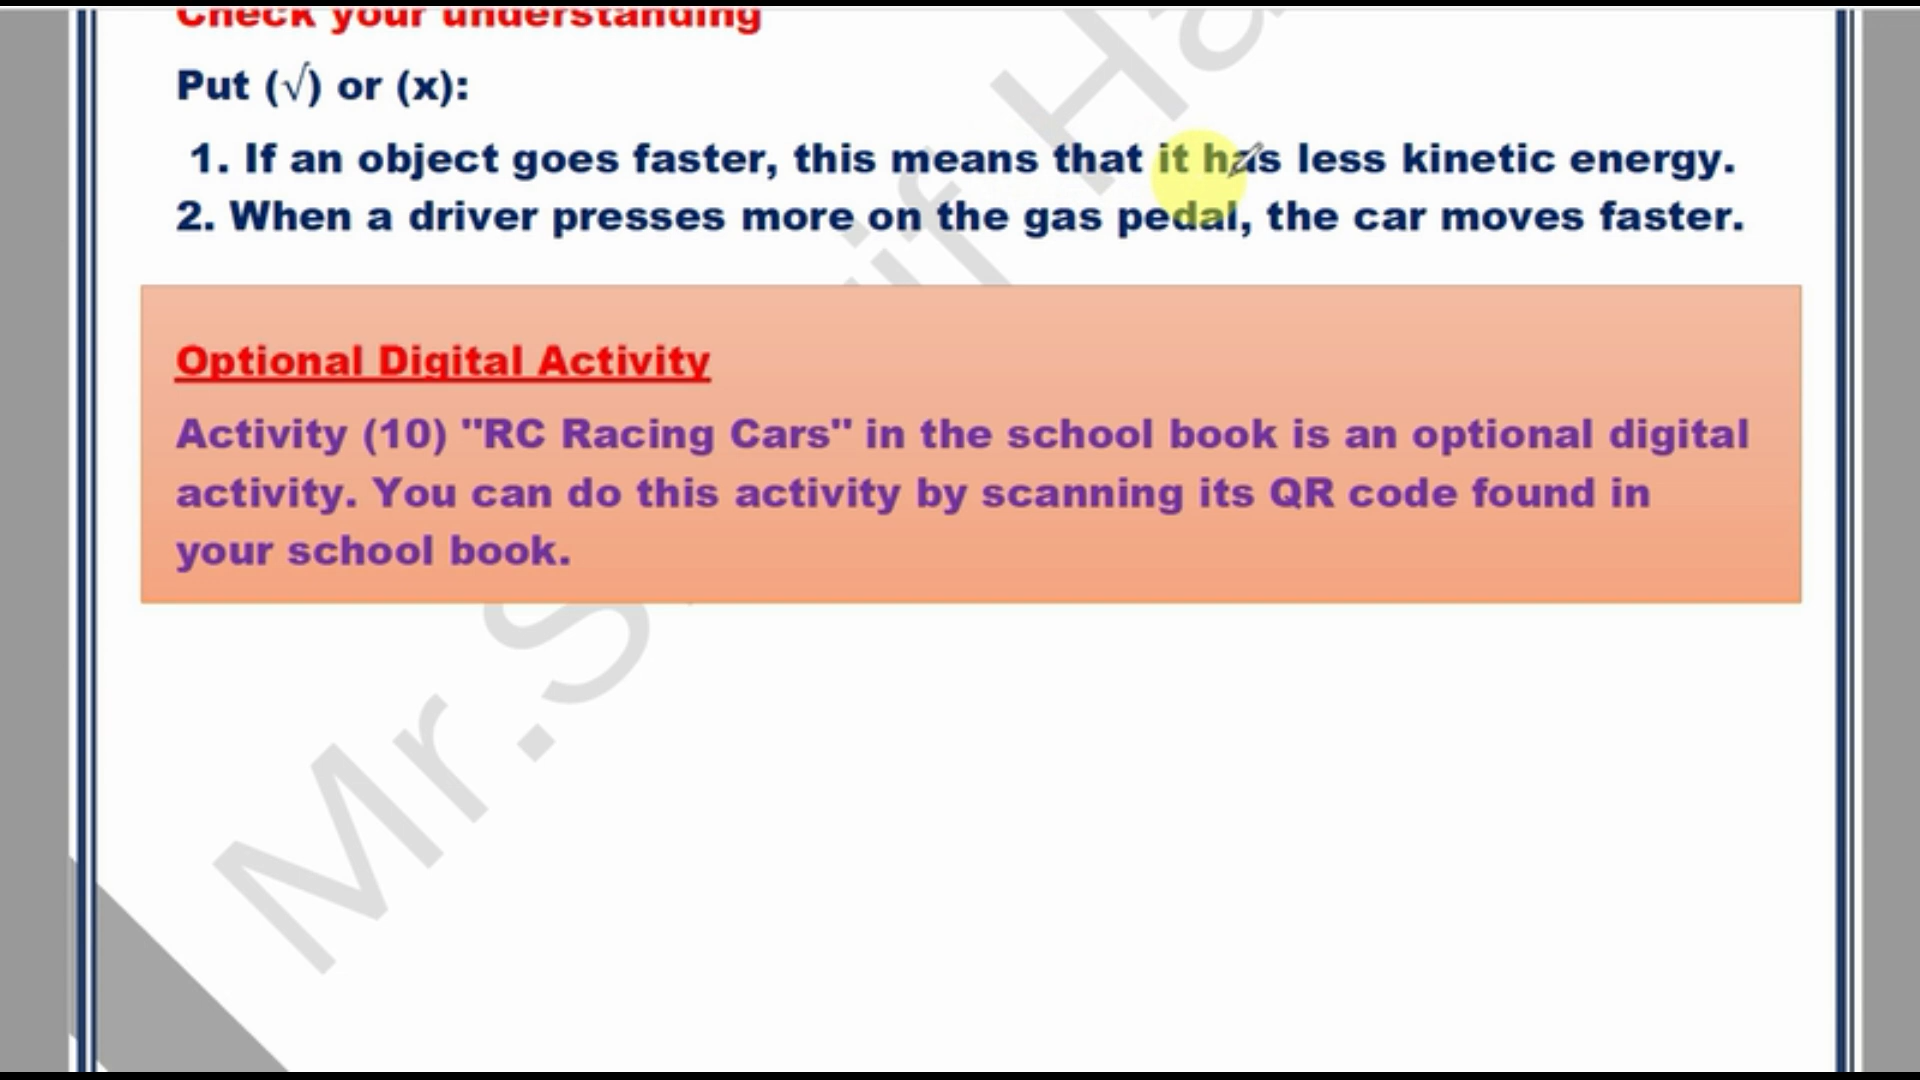 Check your understanding
Put (√) or (x):
1. If an object goes faster, this means that it has less kinetic energy.
2. When a driver presses more on the gas pedal, the car moves faster.
Optional Digital Activity
Activity (10) "RC Racing Cars" in the school book is an optional digital
activity. You can do this activity by scanning its QR code found in
your school book.
Mr.